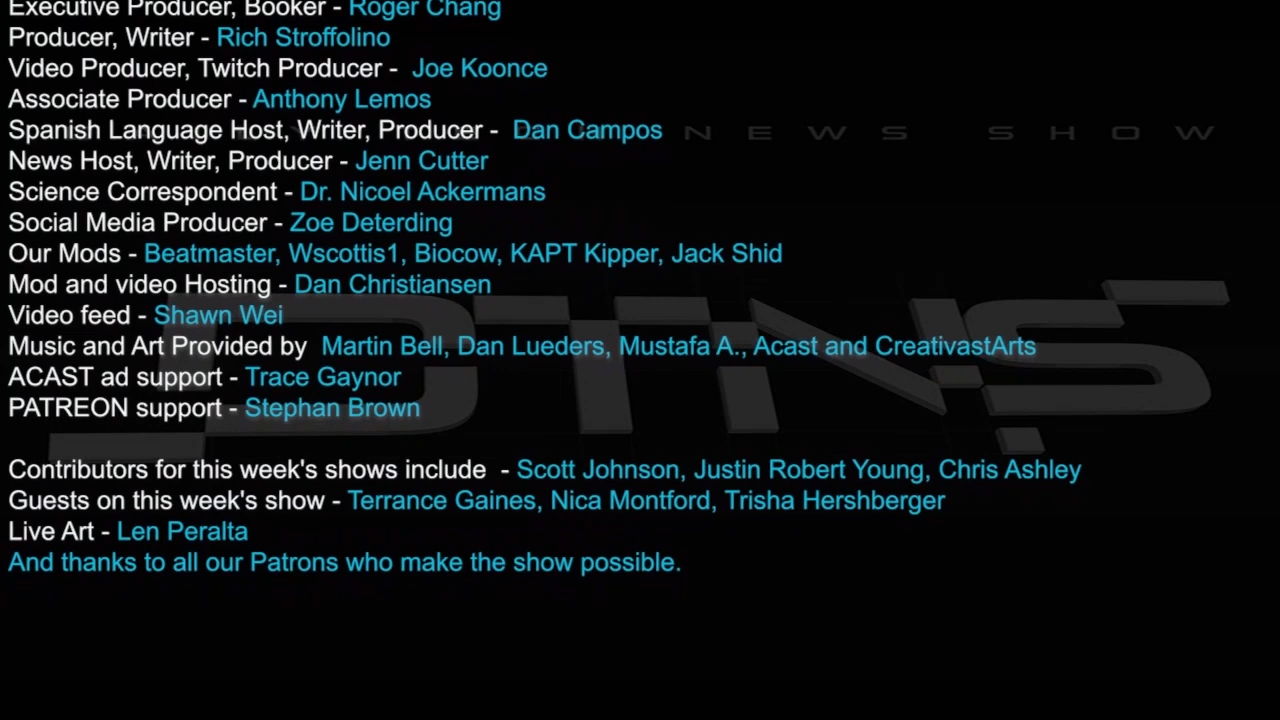 Executive Producer, Booker - Roger Chang
Producer, Writer - Rich Stroffolino
Video Producer, Twitch Producer -  Joe Koonce
Associate Producer - Anthony Lemos
Spanish Language Host, Writer, Producer -  Dan Campos
NEWS SHOW
News Host, Writer, Producer - Jenn Cutter
Science Correspondent - Dr. Nicoel Ackermans
Social Media Producer - Zoe Deterding
Our Mods - Beatmaster, Wscottis1, Biocow, KAPT Kipper, Jack Shid
Mod and video Hosting - Dan Christiansen
Video feed - Shawn Wei
Music and Art Provided by  Martin Bell, Dan Lueders, Mustafa A., Acast and CreativastArts
DTNS
ACAST ad support - Trace Gaynor
PATREON support - Stephan Brown
Contributors for this week's shows include  - Scott Johnson, Justin Robert Young, Chris Ashley
Guests on this week's show - Terrance Gaines, Nica Montford, Trisha Hershberger
Live Art - Len Peralta
And thanks to all our Patrons who make the show possible.